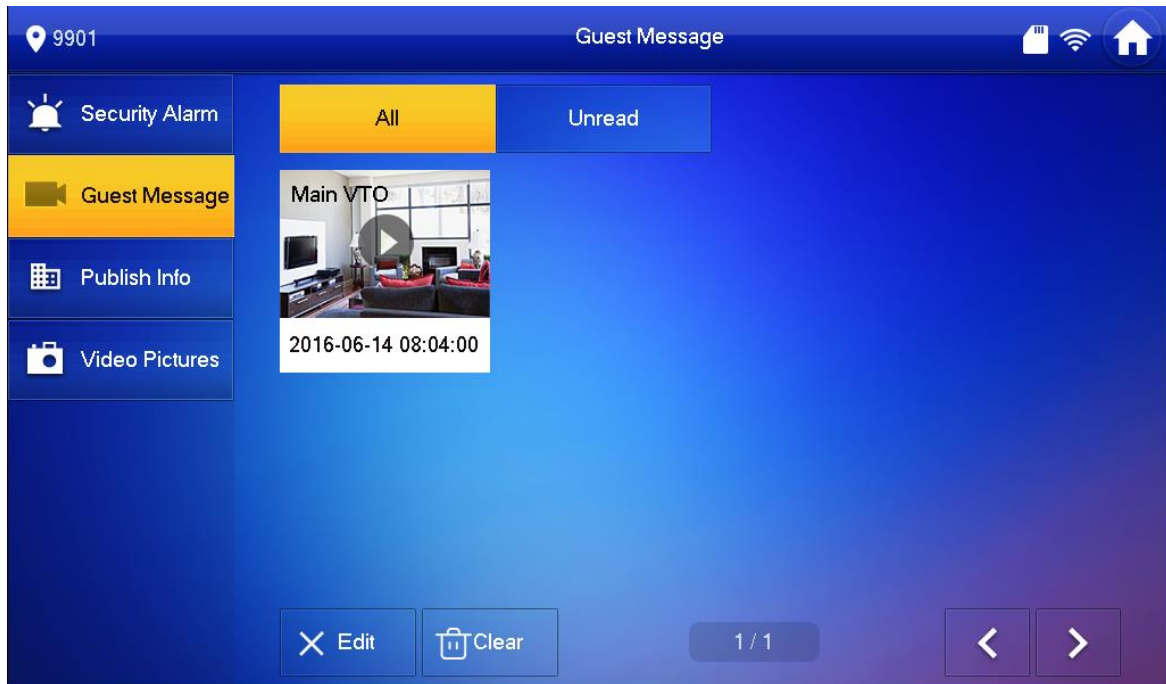 9901
Guest Message
Security Alarm
Guest Message
Publish Info
Video Pictures
All
Unread
Main VTO
2016-06-14 08:04:00
Edit
Clear
1 / 1